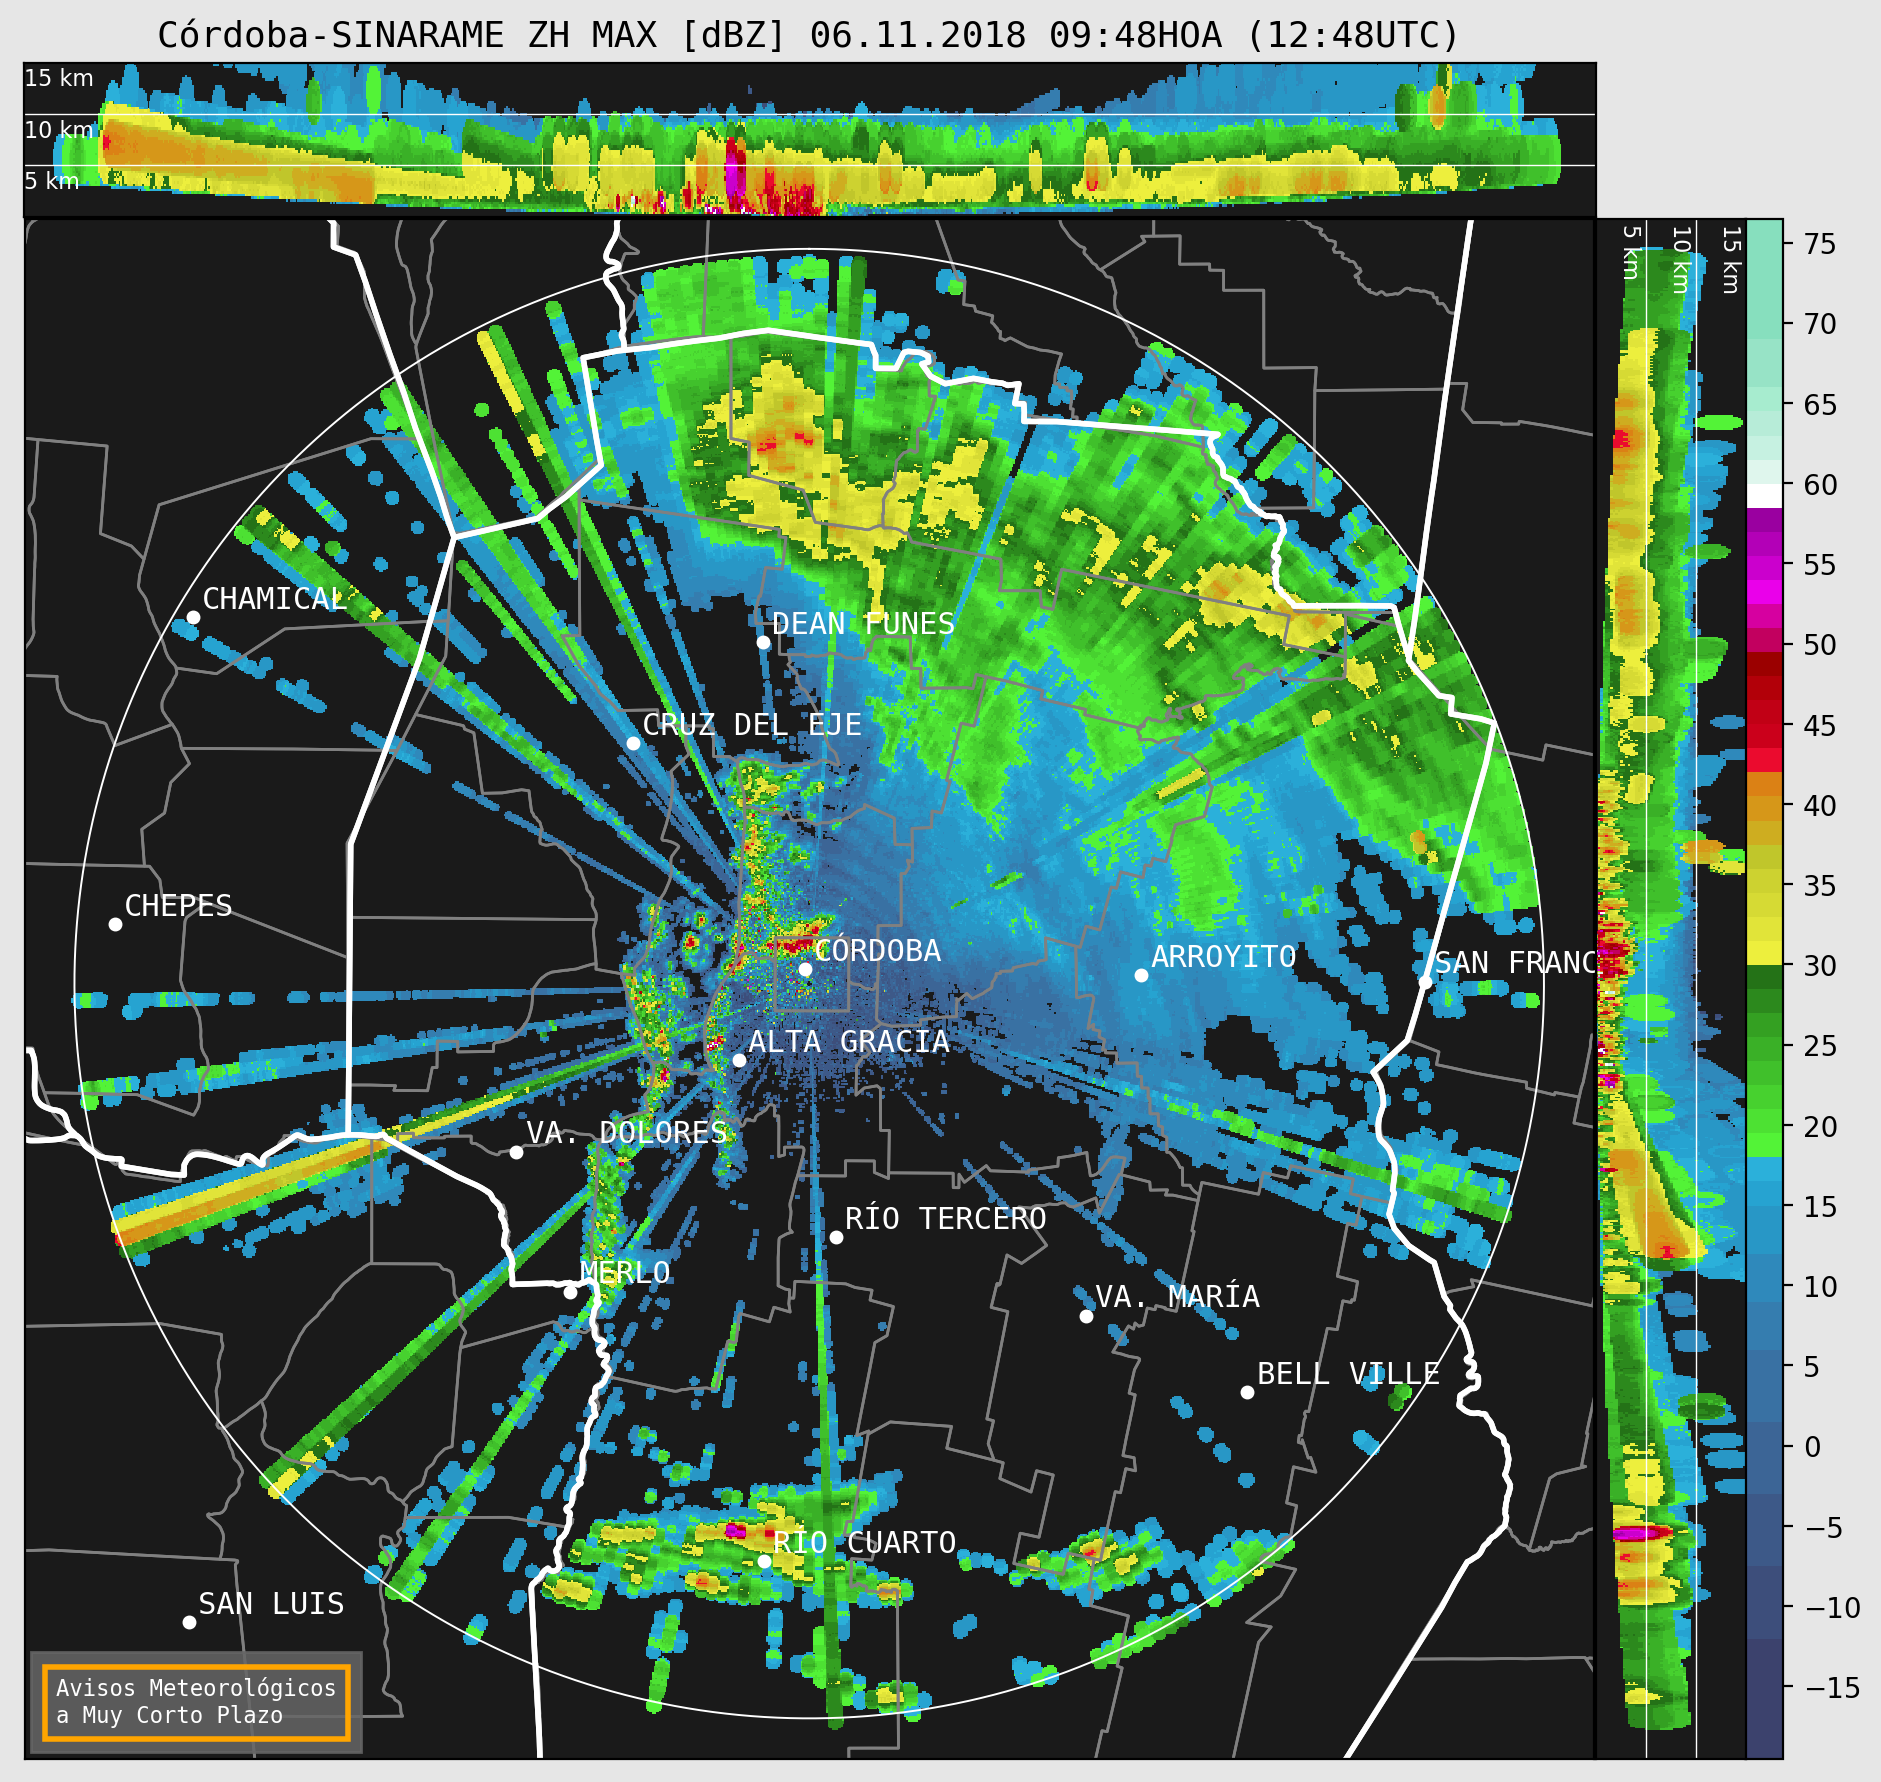 Córdoba-SINARAME ZH MAX [dBZ] 06.11.2018 09:48HOA (12:48UTC)
15 km
10 km
5 km
5 km
10 km
15 km
75
70
65
60
55
50
45
40
35
30
25
20
15
10
5
0
−5
−10
−15
CHAMICAL
DEAN FUNES
CRUZ DEL EJE
CHEPES
CÓRDOBA
ARROYITO
SAN FRANC
ALTA GRACIA
VA. DOLORES
RÍO TERCERO
MERLO
VA. MARÍA
BELL VILLE
RIO CUARTO
SAN LUIS
Avisos Meteorológicos
a Muy Corto Plazo